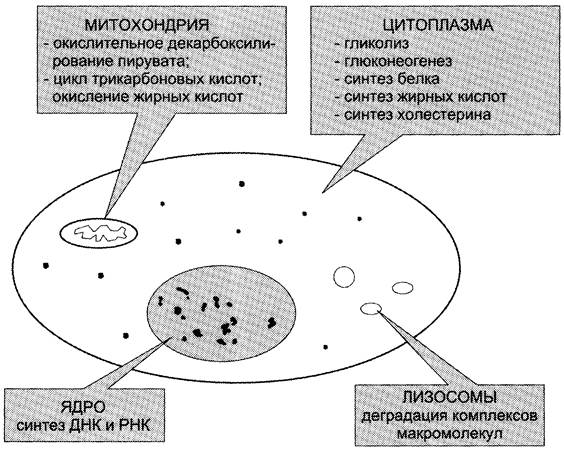 МИТОХОНДРИЯ
- окислительное декарбоксили-
рование пирувата;
- цикл трикарбоновых кислот;
окисление жирных кислот
ЦИТОПЛАЗМА
- гликолиз
- глюконеогенез
- синтез белка
- синтез жирных кислот
- синтез холестерина
ЯДРО
синтез ДНК и РНК
ЛИЗОСОМЫ
деградация комплексов
макромолекул